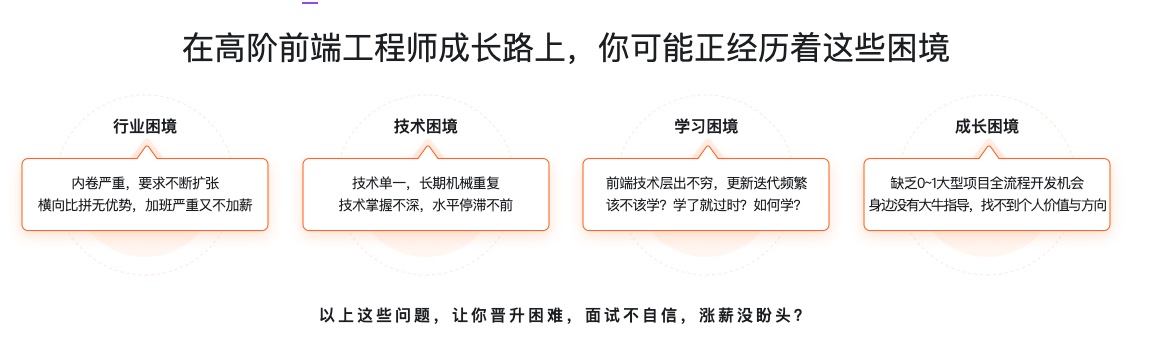 在高阶前端工程师成长路上，你可能正经历着这些困境
行业困境
内卷严重，要求不断扩张
横向比拼无优势，加班严重又不加薪
技术困境
技术单一，长期机械重复
技术掌握不深，水平停滞不前
学习困境
前端技术层出不穷，更新迭代频繁
该不该学？学了就过时？如何学？
成长困境
缺乏0~1大型项目全流程开发机会
身边没有大牛指导，找不到个人价值与方向
以上这些问题，让你晋升困难，面试不自信，涨薪没盼头？